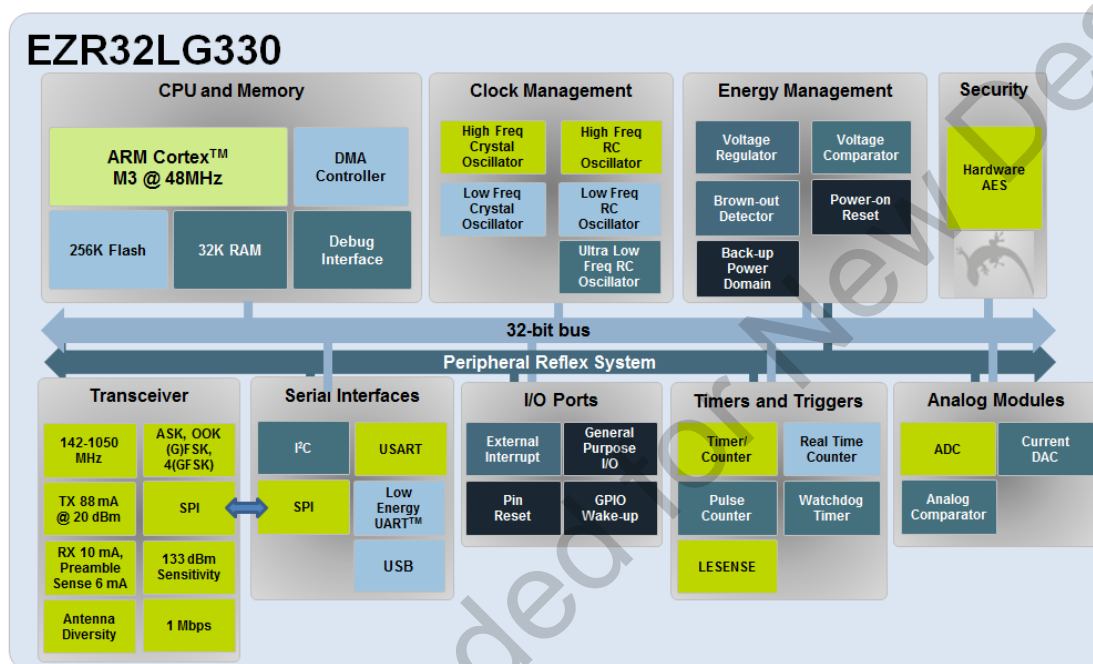 EZR32LG330
CPU and Memory
ARM Cortex™
M3 @ 48MHz
DMA
Controller
256K Flash
32K RAM
Debug
Interface
Clock Management
High Freq
Crystal
Oscillator
High Freq
RC
Oscillator
Low Freq
Crystal
Oscillator
Low Freq
RC
Oscillator
Ultra Low
Freq RC
Oscillator
Energy Management
Voltage
Regulator
Voltage
Comparator
Brown-out
Detector
Power-on
Reset
Back-up
Power
Domain
Security
Hardware
AES
32-bit bus
Peripheral Reflex System
Transceiver
142-1050
MHz
ASK, OOK
(G)FSK,
4(GFSK)
TX 88 mA
@ 20 dBm
SPI
RX 10 mA,
Preamble
Sense 6 mA
133 dBm
Sensitivity
Antenna
Diversity
1 Mbps
Serial Interfaces
I²C
USART
SPI
Low
Energy
UART™
USB
I/O Ports
External
Interrupt
General
Purpose
I/O
Pin
Reset
GPIO
Wake-up
Timers and Triggers
Timer/
Counter
Real Time
Counter
Pulse
Counter
Watchdog
Timer
LESENSE
Analog Modules
ADC
Current
DAC
Analog
Comparator
ded for New Des